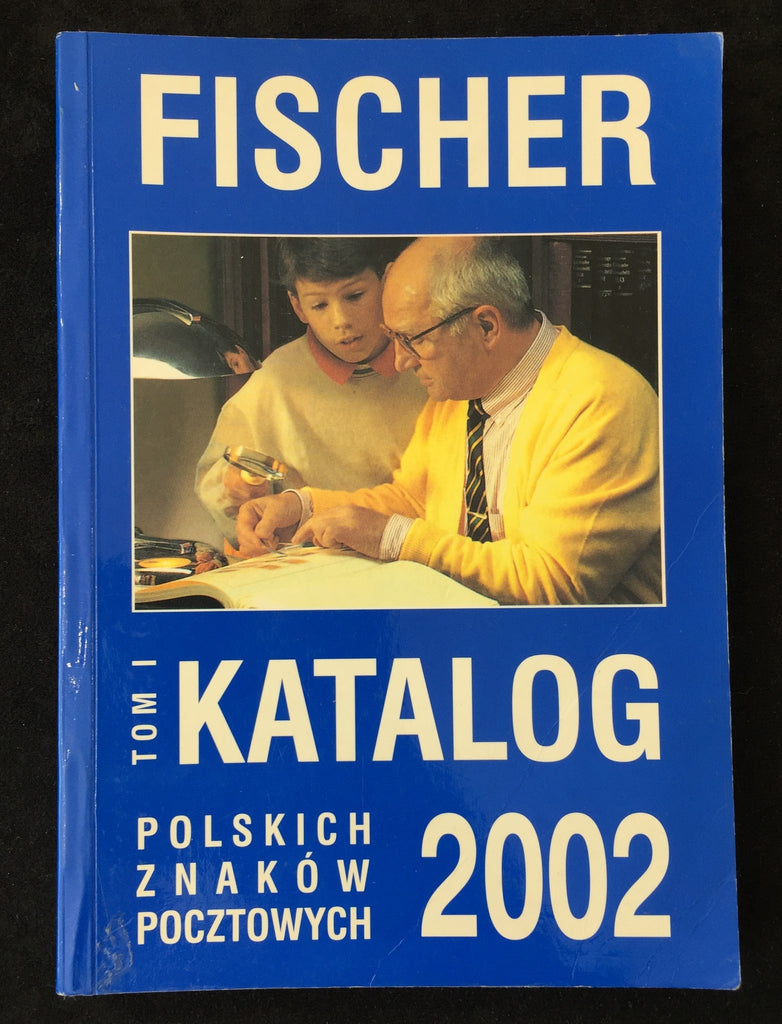 FISCHER
TOM I
KATALOG
POLSKICH
ZNAKÓW
POCZTOWYCH
2002